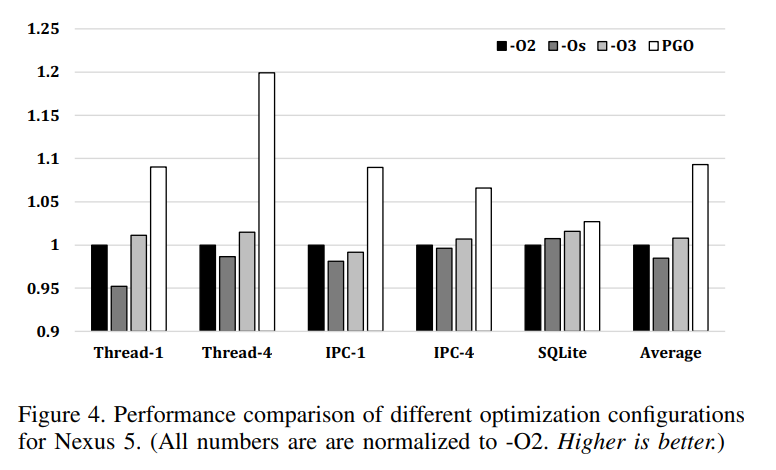 1.25
-O2 -Os -O3 PGO
1.2
1.15
1.1
1.05
1
0.95
0.9
Thread-1 Thread-4 IPC-1 IPC-4 SQLite Average
Figure 4. Performance comparison of different optimization configurations
for Nexus 5. (All numbers are are normalized to -O2. Higher is better.)